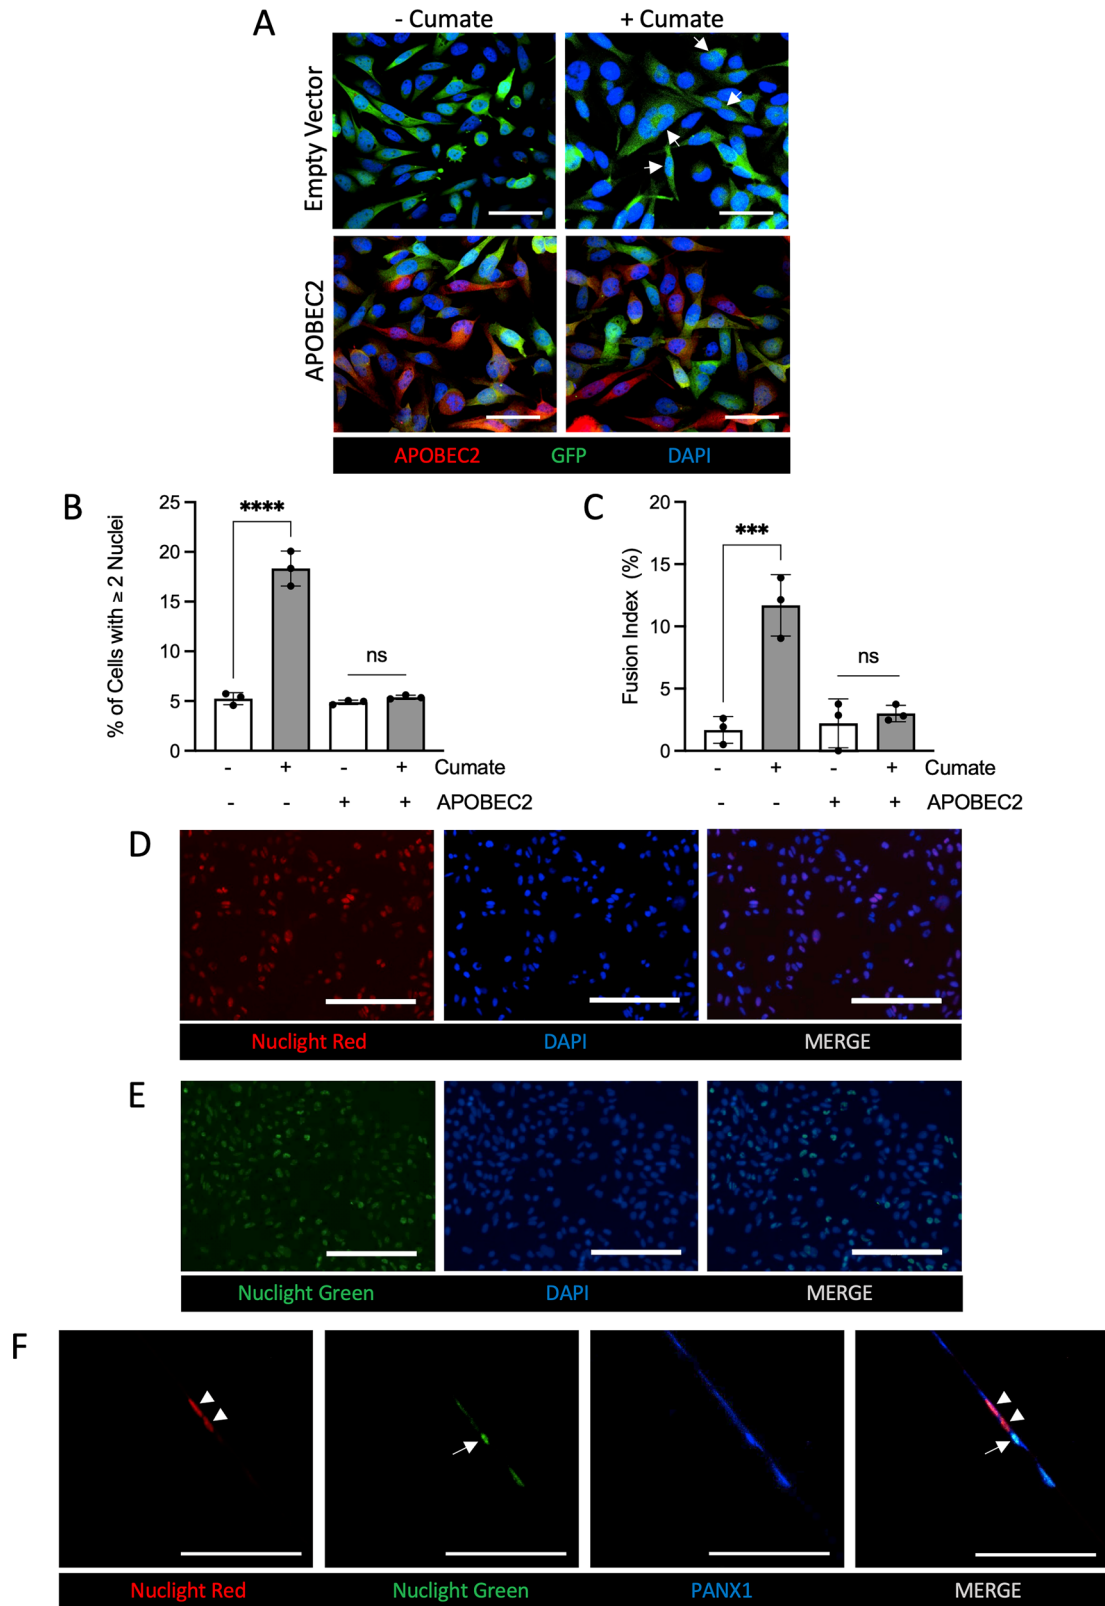 A
- Cumate
+ Cumate
Empty Vector
APOBEC2
APOBEC2 GFP DAPI
B
% of Cells with ≥ 2 Nuclei
25
20
15
10
5
0
****
ns
- + - + Cumate
- - + + APOBEC2
C
Fusion Index (%)
20
15
10
5
0
***
ns
- + - + Cumate
- - + + APOBEC2
D
Nuclight Red DAPI MERGE
E
Nuclight Green DAPI MERGE
F
Nuclight Red Nuclight Green PANX1 MERGE